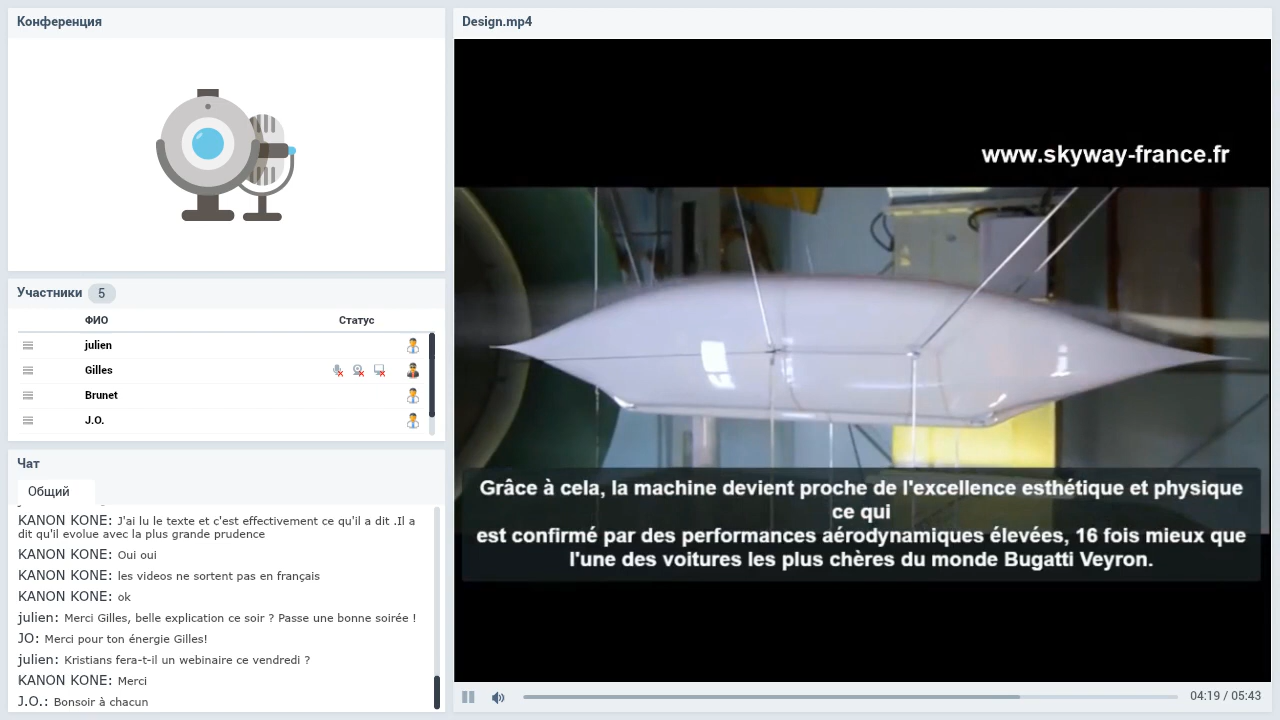 Конференция
Участники 5
ФИО Статус
julien
Gilles
Brunet
J.O.
Чат
Общий
KANON KONE: J'ai lu le texte et c'est effectivement ce qu'il a dit .Il a
dit qu'il evolue avec la plus grande prudence
KANON KONE: Oui oui
KANON KONE: les videos ne sortent pas en français
KANON KONE: ok
julien: Merci Gilles, belle explication ce soir ? Passe une bonne soirée !
JO: Merci pour ton énergie Gilles!
julien: Kristians fera-t-il un webinaire ce vendredi ?
KANON KONE: Merci
J.O.: Bonsoir à chacun
Design.mp4
www.skyway-france.fr
Grâce à cela, la machine devient proche de l'excellence esthétique et physique
ce qui
est confirmé par des performances aérodynamiques élevées, 16 fois mieux que
l'une des voitures les plus chères du monde Bugatti Veyron.
04:19 / 05:43